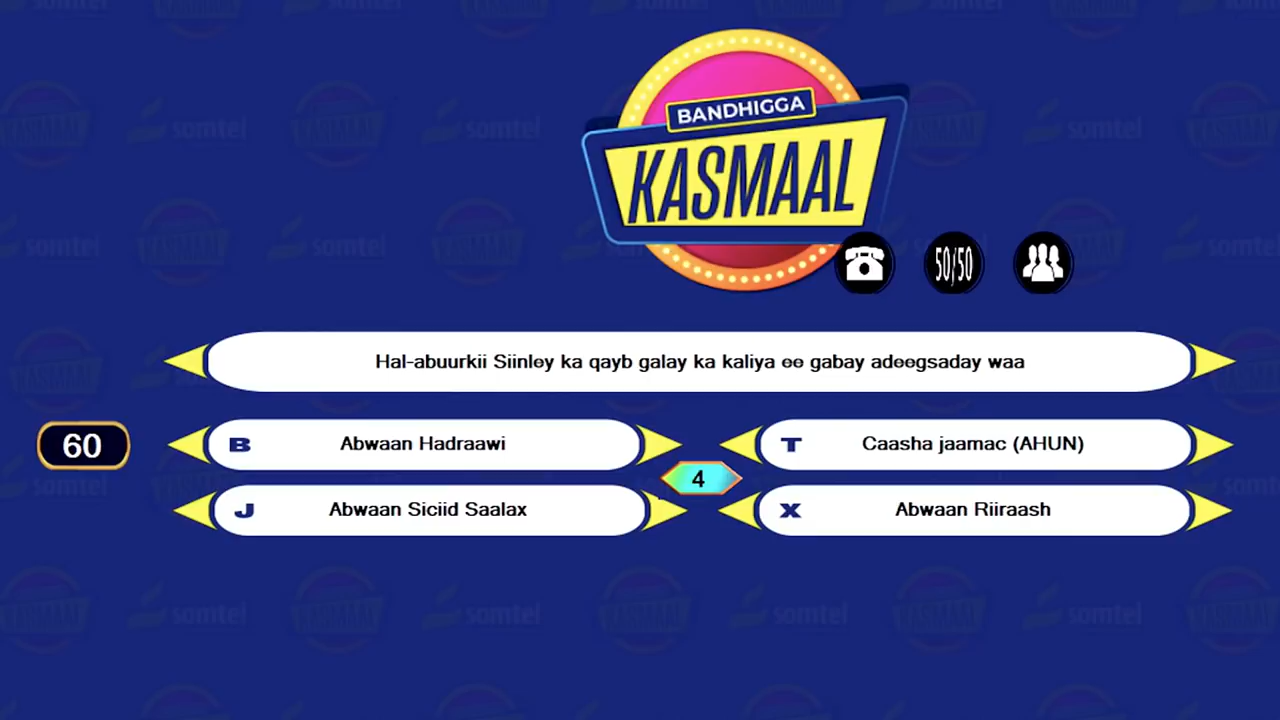 BANDHIGGA
KASMAAL
50/50
Hal-abuurkii Siinley ka qayb galay ka kaliya ee gabay adeegsaday waa
60
B Abwaan Hadraawi
T Caasha jaamac (AHUN)
4
J Abwaan Siciid Saalax
X Abwaan Riiraash
somtel